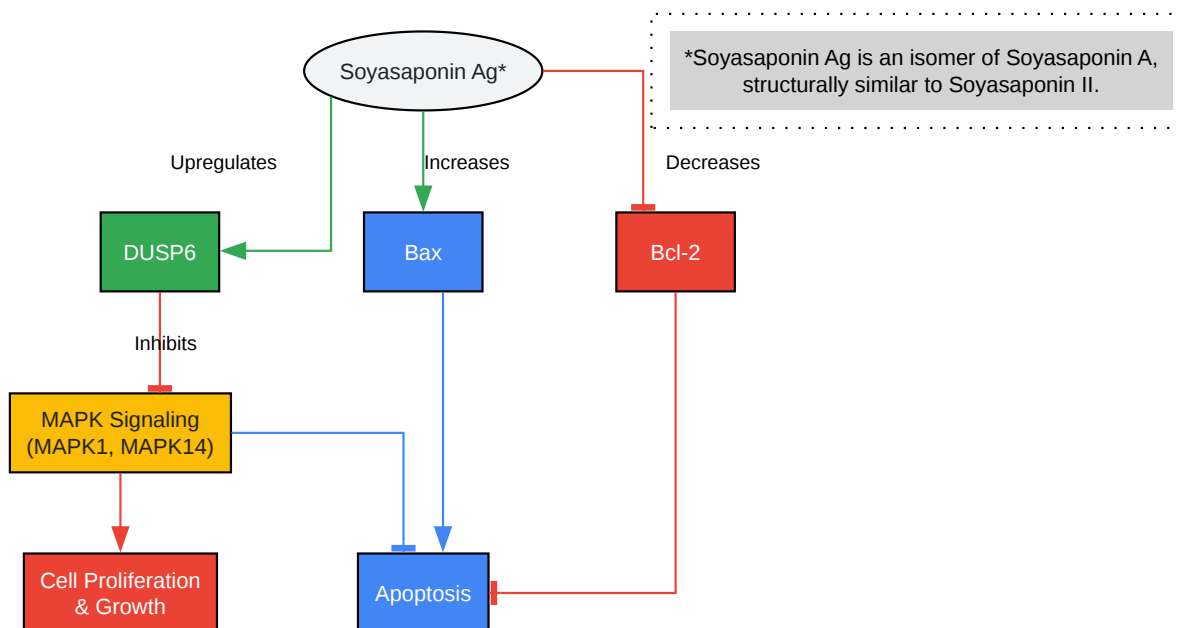 Soyasaponin Ag*
*Soyasaponin Ag is an isomer of Soyasaponin A,
structurally similar to Soyasaponin II.
Upregulates
Increases
Decreases
DUSP6
Bax
Bcl-2
Inhibits
MAPK Signaling
(MAPK1, MAPK14)
Cell Proliferation
& Growth
Apoptosis